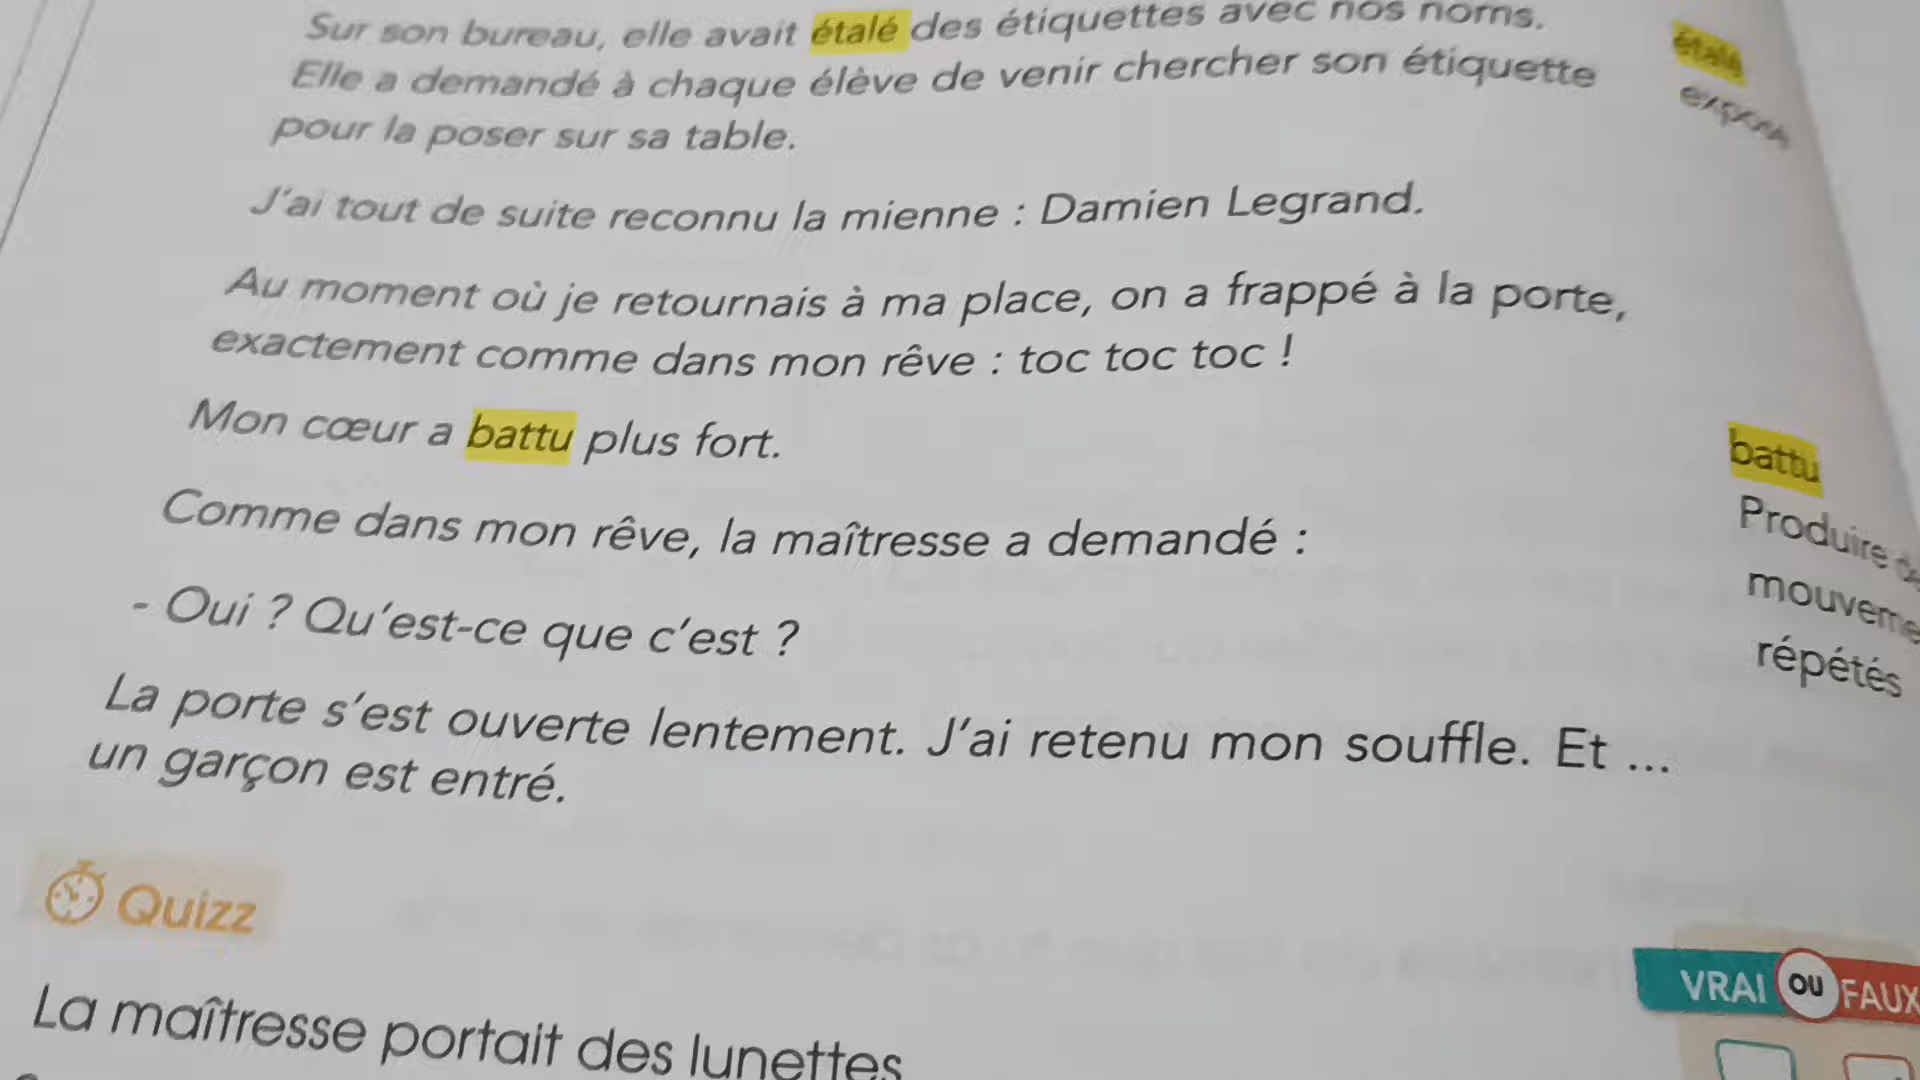 Sur son bureau, elle avait étalé des étiquettes avec nos noms.
Elle a demandé à chaque élève de venir chercher son étiquette
pour la poser sur sa table.
J'ai tout de suite reconnu la mienne : Damien Legrand.
Au moment où je retournais à ma place, on a frappé à la porte,
exactement comme dans mon rêve : toc toc toc !
Mon cœur a battu plus fort.
Comme dans mon rêve, la maîtresse a demandé :
- Oui ? Qu'est-ce que c'est ?
La porte s'est ouverte lentement. J'ai retenu mon souffle. Et ...
un garçon est entré.
étalé
battu
Produire
répétés
Quizz
VRAI OU FAUX
La maîtresse portait des lunettes